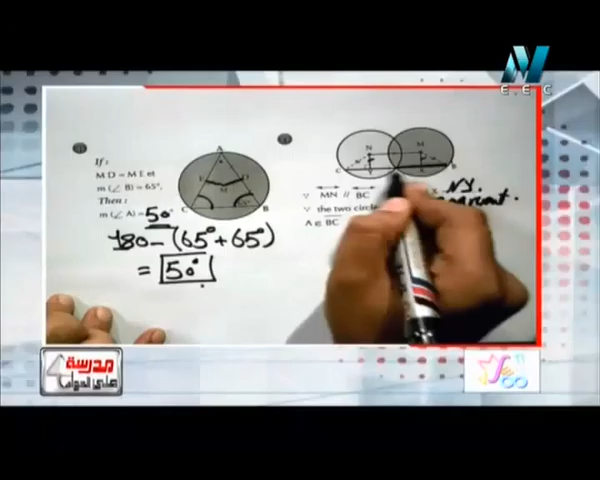 N
E.E.C
If:
M D = M E et
m(∠ B) = 65°.
Then:
m(∠ A) = 50°
180 - (65° + 65°)
= 50°
A
E
D
M
C
B
N
M
C
B
∵ MN // BC
∵ the two circle
A ∈ BC
مدرسة
على الهواء